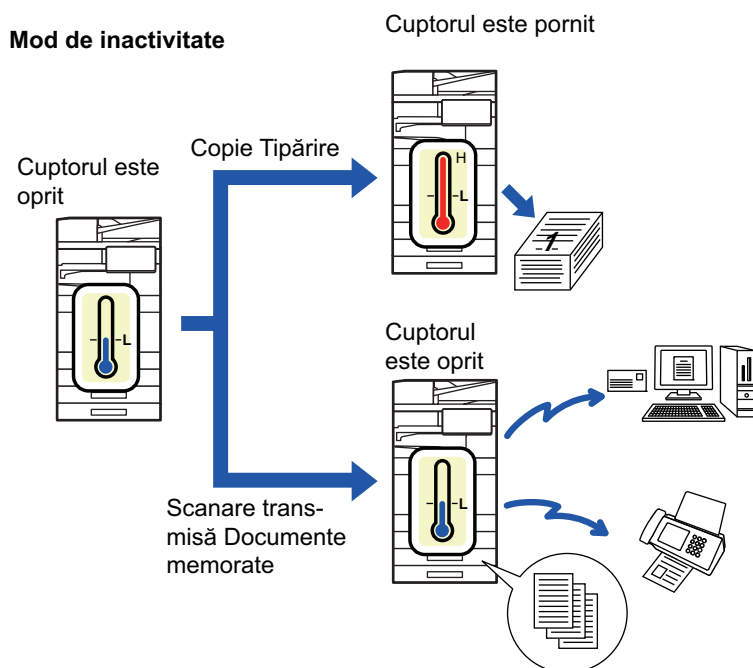 Mod de inactivitate
Cuptorul este
oprit
L
Copie Tipărire
Cuptorul este pornit
H
L
1
Scanare trans-
misă Documente
memorate
Cuptorul
este oprit
L